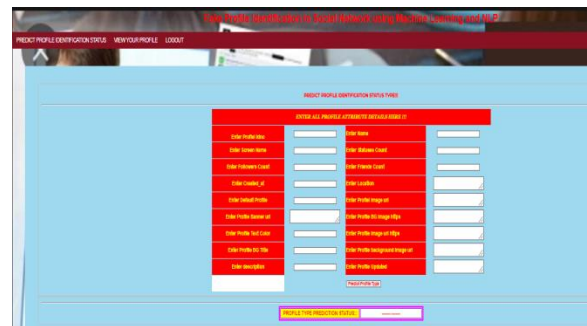 Fake Profile Identification in Social Network using Machine Learning and NLP
PREDICT PROFILE IDENTIFICATION STATUS VIEW YOUR PROFILE LOGOUT
PREDICT PROFILE IDENTIFICATION STATUS TYPES
ENTER ALL PROFILE ATTRIBUTE DETAILS HERE !!!
Enter Profile Idno Enter Name
Enter Screen Name Enter Statuses Count
Enter Followers Count Enter Friends Count
Enter Created_at Enter Location
Enter Default Profile Enter Profile Image url
Enter Profile Banner url Enter Profile BG Image https
Enter Profile Text Color Enter Profile Image url https
Enter Profile BG Title Enter Profile background image url
Enter description Enter Profile Updated
Predict Profile Type
PROFILE TYPE PREDICTION STATUS: